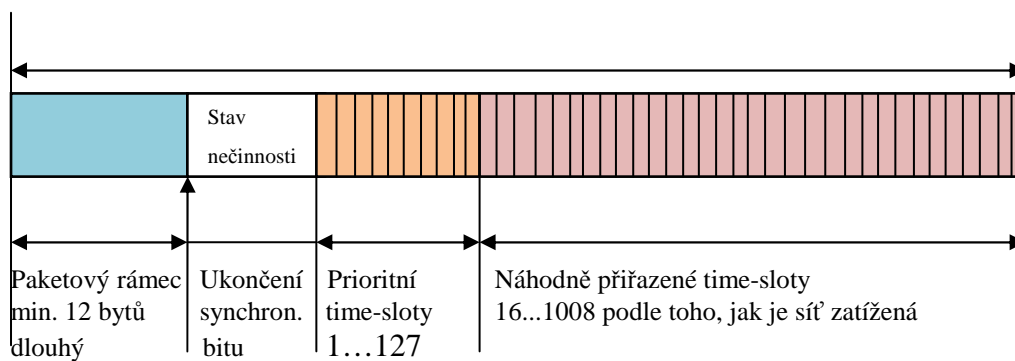 Stav
nečinnosti
Paketový rámec
min. 12 bytů
dlouhý
Ukončení
synchron.
bitu
Prioritní
time-sloty
1…127
Náhodně přiřazené time-sloty
16...1008 podle toho, jak je síť zatížená